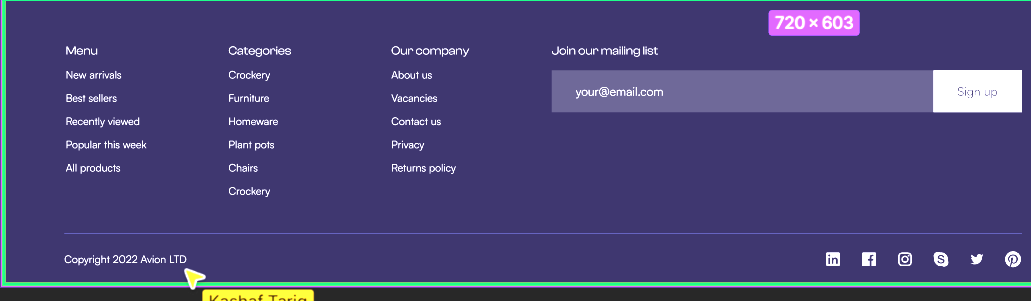 720 × 603
Menu
New arrivals
Best sellers
Recently viewed
Popular this week
All products
Categories
Crockery
Furniture
Homeware
Plant pots
Chairs
Crockery
Our company
About us
Vacancies
Contact us
Privacy
Returns policy
Join our mailing list
your@email.com
Sign up
Copyright 2022 Avion LTD
Kashaf Tariq